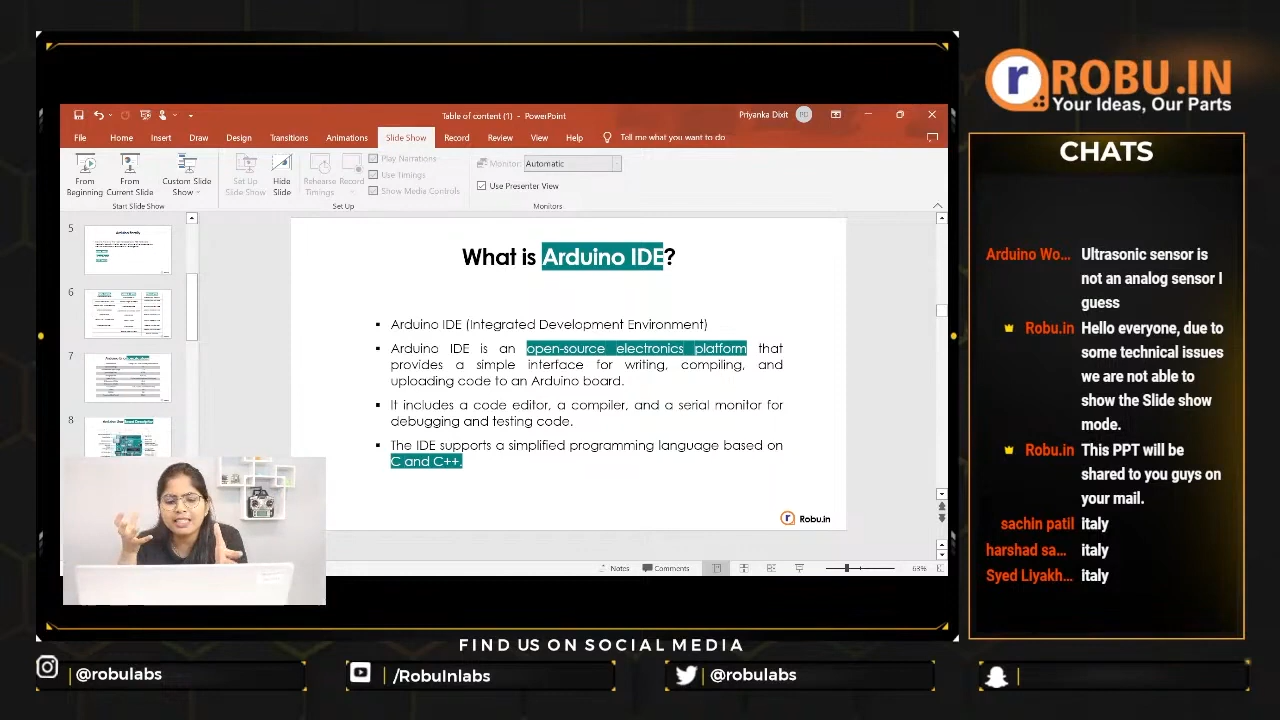 Table of content (1) - PowerPoint
Priyanka Dixit
PD
File Home Insert Draw Design Transitions Animations Slide Show Record Review View Help Tell me what you want to do
From Beginning
From Current Slide
Custom Slide Show
Set Up Slide Show
Hide Slide
Rehearse Timings
Record
Play Narrations
Use Timings
Show Media Controls
Monitor: Automatic
Use Presenter View
Start Slide Show
Set Up
Monitors
5
6
7
8
What is Arduino IDE?
▪ Arduino IDE (Integrated Development Environment)
▪ Arduino IDE is an open-source electronics platform that
provides a simple interface for writing, compiling, and
uploading code to an Arduino board.
▪ It includes a code editor, a compiler, and a serial monitor for
debugging and testing code.
▪ The IDE supports a simplified programming language based on
C and C++.
r Robu.in
Notes
Comments
63%
r ROBU.IN
Your Ideas, Our Parts
CHATS
Arduino Wo... Ultrasonic sensor is
not an analog sensor I
guess
Robu.in Hello everyone, due to
some technical issues
we are not able to
show the Slide show
mode.
Robu.in This PPT will be
shared to you guys on
your mail.
sachin patil italy
harshad sa... italy
Syed Liyakh... italy
FIND US ON SOCIAL MEDIA
@robulabs
/RobuInlabs
@robulabs